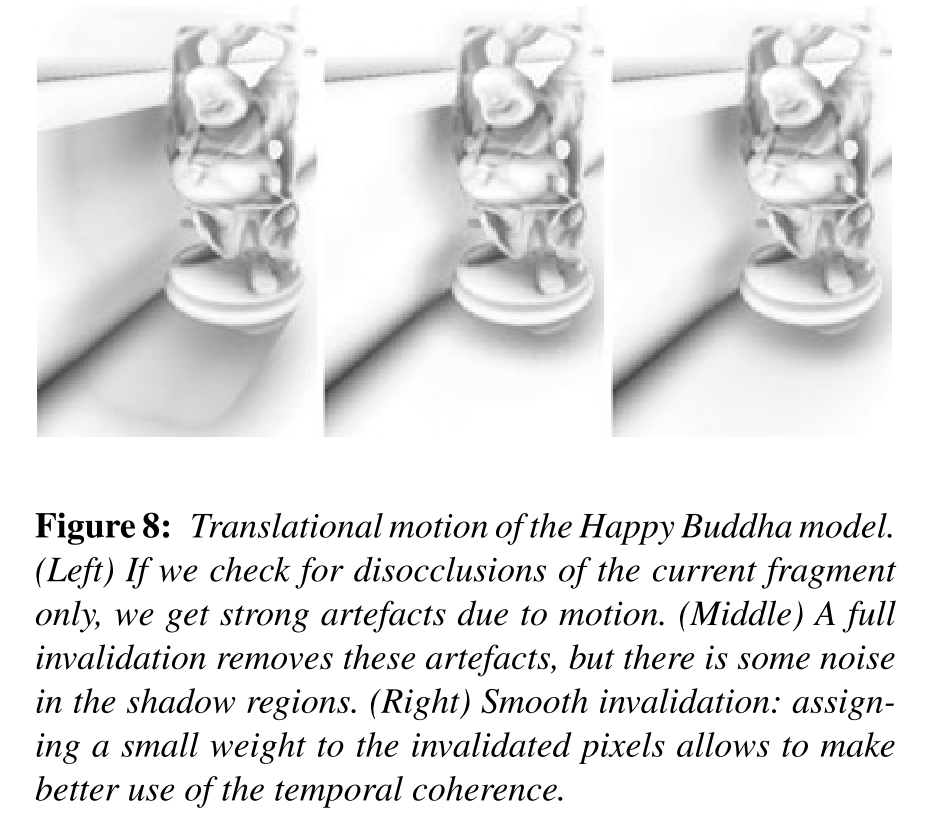 Figure 8: Translational motion of the Happy Buddha model.
(Left) If we check for disocclusions of the current fragment
only, we get strong artefacts due to motion. (Middle) A full
invalidation removes these artefacts, but there is some noise
in the shadow regions. (Right) Smooth invalidation: assign-
ing a small weight to the invalidated pixels allows to make
better use of the temporal coherence.